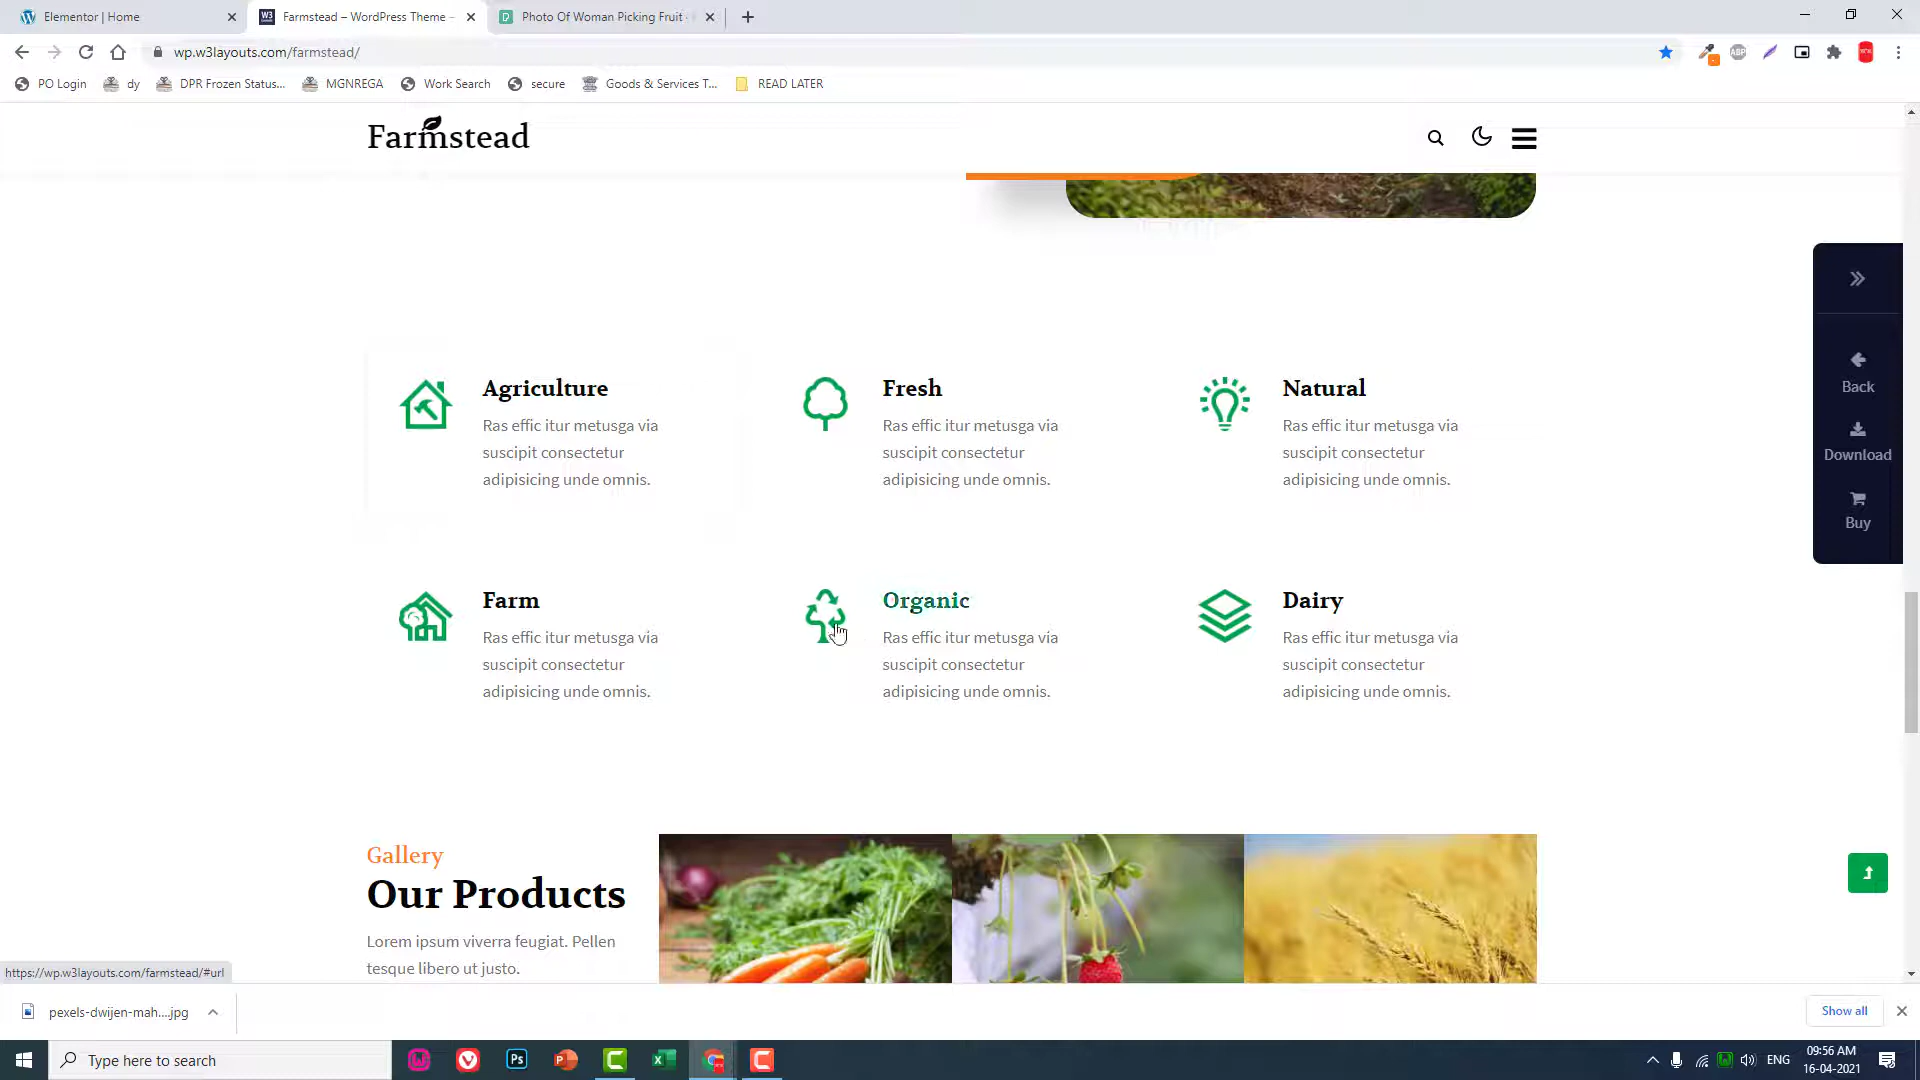 Elementor | Home
Farmstead – WordPress Theme –
Photo Of Woman Picking Fruit ·
wp.w3layouts.com/farmstead/
PO Login
dy
DPR Frozen Status...
MGNREGA
Work Search
secure
Goods & Services T...
READ LATER
ABP
Farmstead
Back
Download
Buy
Agriculture
Ras effic itur metusga via
suscipit consectetur
adipisicing unde omnis.
Fresh
Ras effic itur metusga via
suscipit consectetur
adipisicing unde omnis.
Natural
Ras effic itur metusga via
suscipit consectetur
adipisicing unde omnis.
Farm
Ras effic itur metusga via
suscipit consectetur
adipisicing unde omnis.
Organic
Ras effic itur metusga via
suscipit consectetur
adipisicing unde omnis.
Dairy
Ras effic itur metusga via
suscipit consectetur
adipisicing unde omnis.
Gallery
Our Products
Lorem ipsum viverra feugiat. Pellen
tesque libero ut justo.
https://wp.w3layouts.com/farmstead/#url
pexels-dwijen-mah....jpg
Show all
Type here to search
Ps
ENG
09:56 AM
16-04-2021